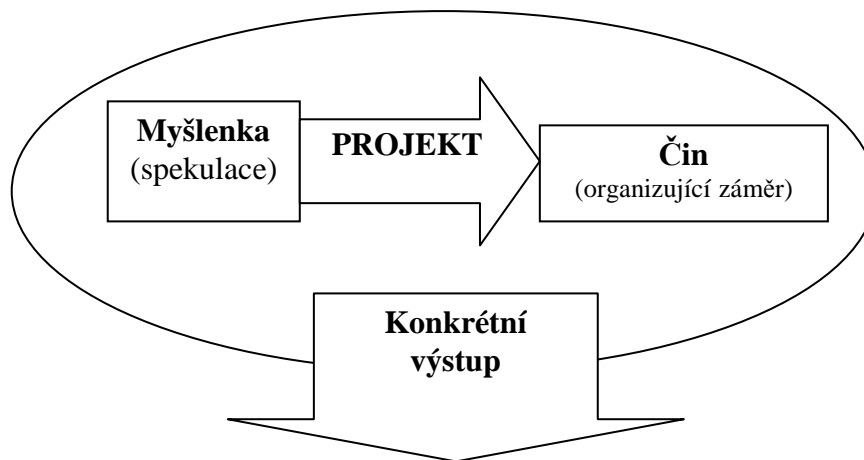 Myšlenka
(spekulace)
PROJEKT
Čin
(organizující záměr)
Konkrétní
výstup